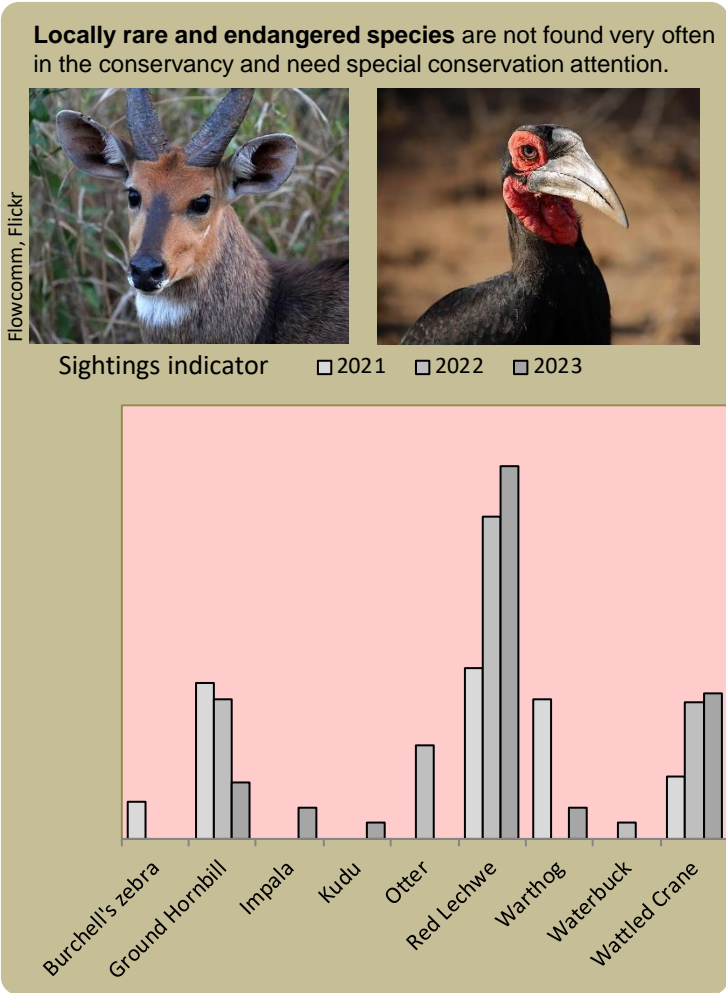 Locally rare and endangered species are not found very often
in the conservancy and need special conservation attention.
Flowcomm, Flickr
Sightings indicator
2021 2022 2023
Burchell's zebra
Ground Hornbill
Impala
Kudu
Otter
Red Lechwe
Warthog
Waterbuck
Wattled Crane